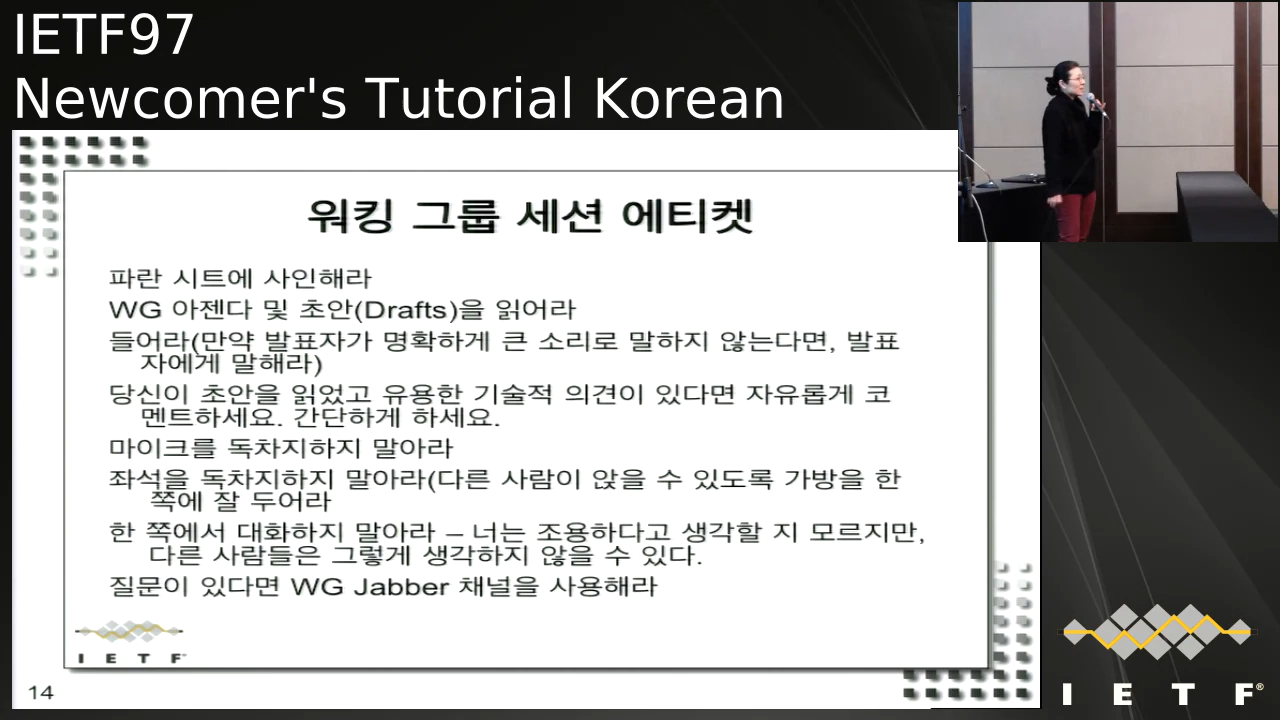 IETF97
Newcomer's Tutorial Korean
워킹 그룹 세션 에티켓
파란 시트에 사인해라
WG 아젠다 및 초안(Drafts)을 읽어라
들어라(만약 발표자가 명확하게 큰 소리로 말하지 않는다면, 발표
자에게 말해라)
당신이 초안을 읽었고 유용한 기술적 의견이 있다면 자유롭게 코
멘트하세요. 간단하게 하세요.
마이크를 독차지하지 말아라
좌석을 독차지하지 말아라(다른 사람이 앉을 수 있도록 가방을 한
쪽에 잘 두어라
한 쪽에서 대화하지 말아라 – 너는 조용하다고 생각할 지 모르지만,
다른 사람들은 그렇게 생각하지 않을 수 있다.
질문이 있다면 WG Jabber 채널을 사용해라
I E T F
14
I E T F®